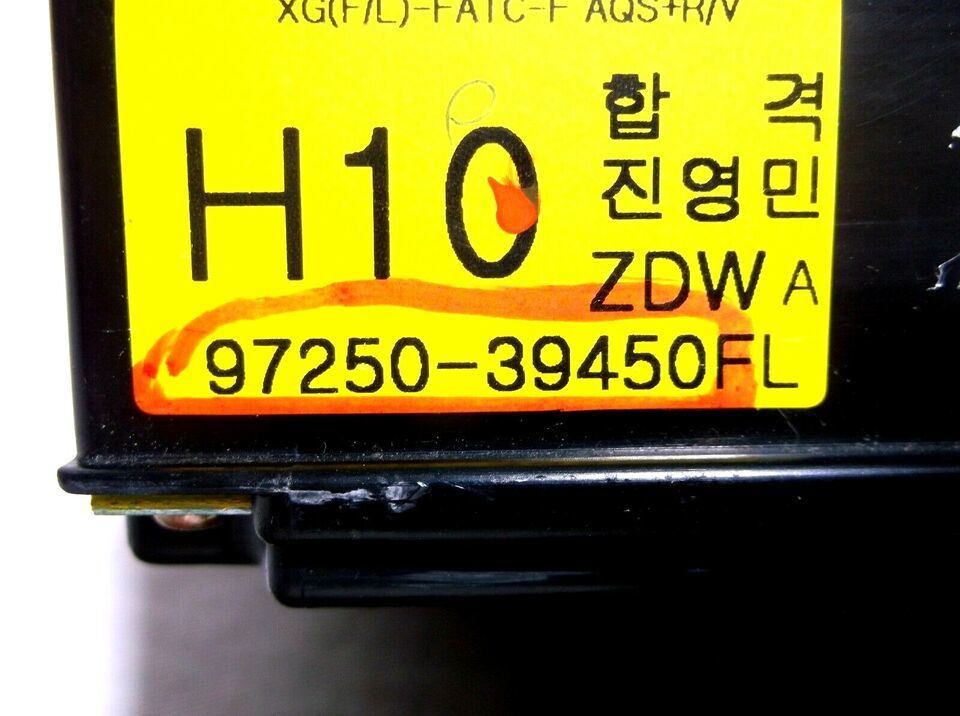 XG(F/L)-FATC-F AQS+R/V
H10
합 격
진영민
ZDW A
97250-39450FL